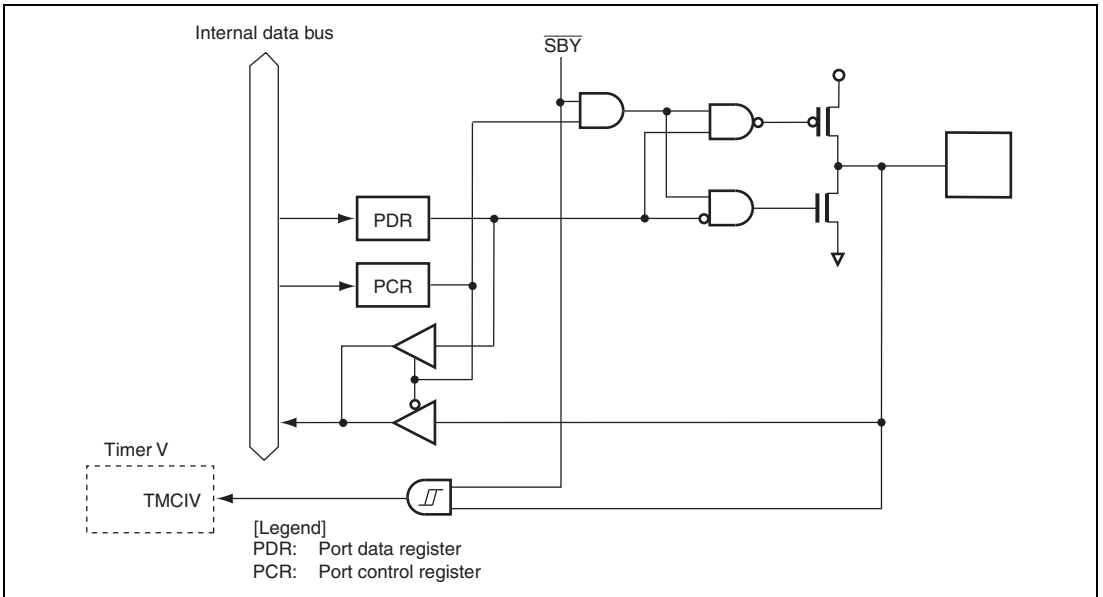 Internal data bus
SBY
PDR
PCR
Timer V
TMCIV
[Legend]
PDR: Port data register
PCR: Port control register